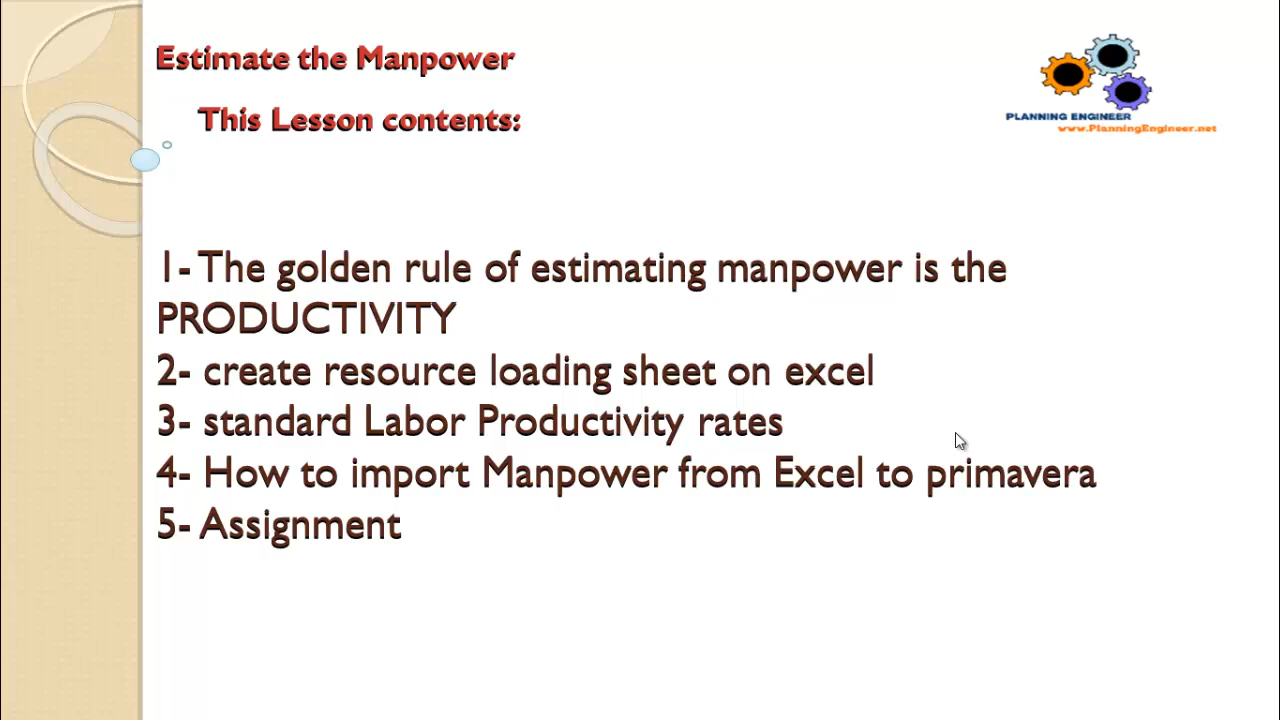 Estimate the Manpower
This Lesson contents:
PLANNING ENGINEER
www.PlanningEngineer.net
1- The golden rule of estimating manpower is the
PRODUCTIVITY
2- create resource loading sheet on excel
3- standard Labor Productivity rates
4- How to import Manpower from Excel to primavera
5- Assignment